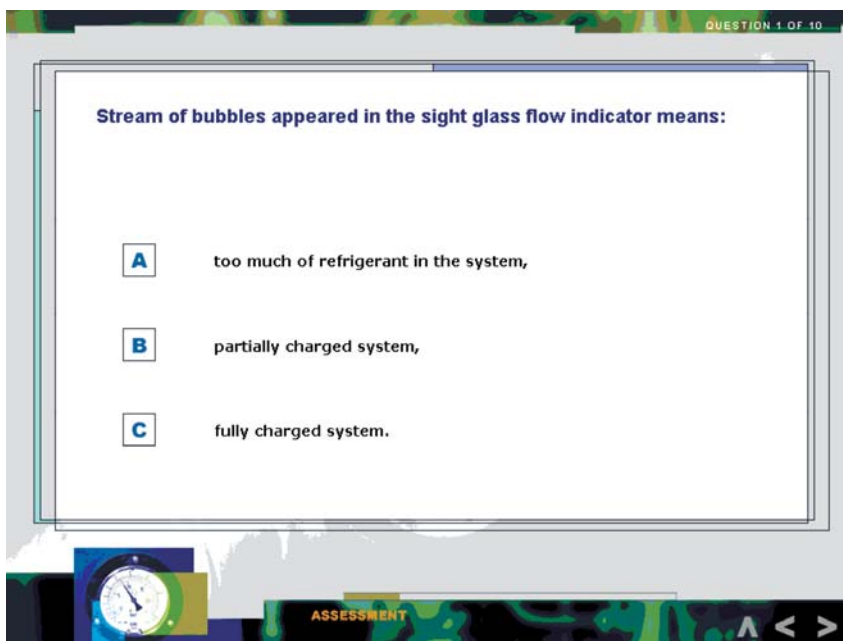 QUESTION 1 OF 10
Stream of bubbles appeared in the sight glass flow indicator means:
A too much of refrigerant in the system,
B partially charged system,
C fully charged system.
ASSESSMENT